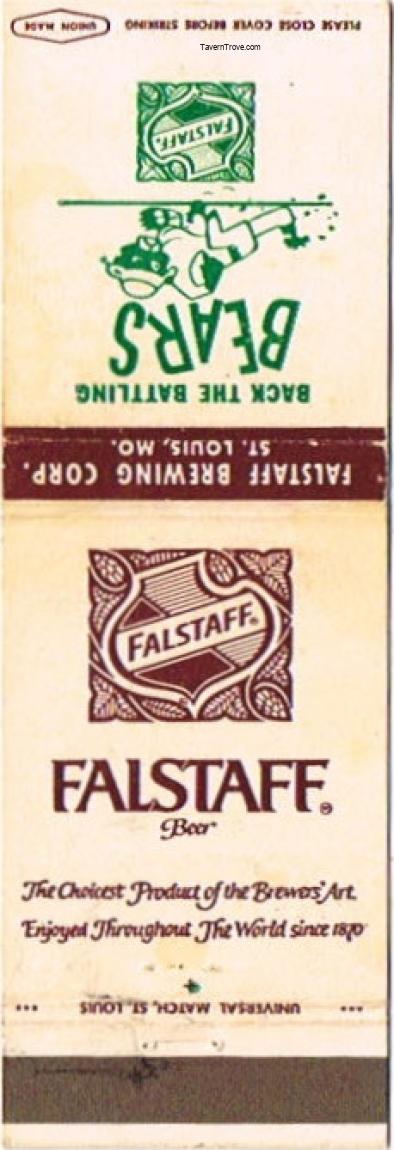 PLEASE CLOSE COVER BEFORE STRIKING
UNION MADE
TavernTrove.com
FALSTAFF®
BACK THE BATTLING
BEARS
FALSTAFF BREWING CORP.
ST. LOUIS, MO.
FALSTAFF®
FALSTAFF®
Beer
The Choicest Product of the Brewers' Art.
Enjoyed Throughout The World since 1870
••• UNIVERSAL MATCH, ST. LOUIS •••